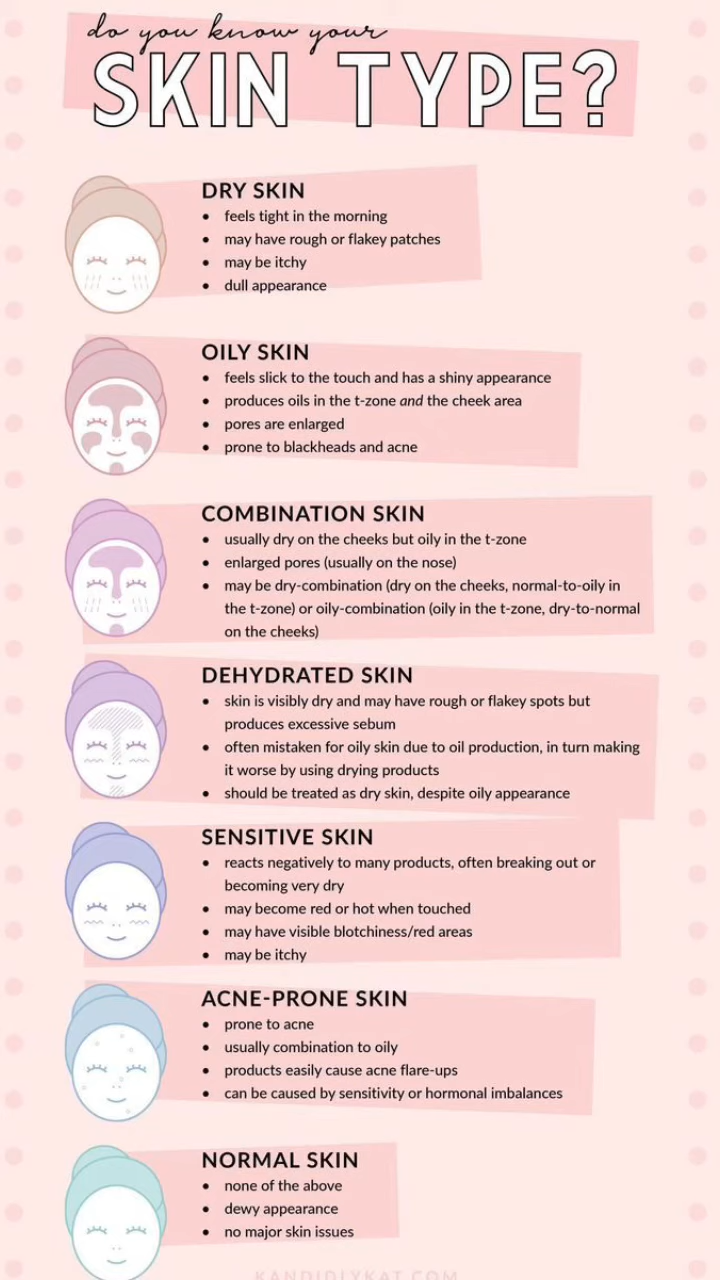 do you know your
SKIN TYPE?
DRY SKIN
• feels tight in the morning
• may have rough or flakey patches
• may be itchy
• dull appearance
OILY SKIN
• feels slick to the touch and has a shiny appearance
• produces oils in the t-zone and the cheek area
• pores are enlarged
• prone to blackheads and acne
COMBINATION SKIN
• usually dry on the cheeks but oily in the t-zone
• enlarged pores (usually on the nose)
• may be dry-combination (dry on the cheeks, normal-to-oily in
the t-zone) or oily-combination (oily in the t-zone, dry-to-normal
on the cheeks)
DEHYDRATED SKIN
• skin is visibly dry and may have rough or flakey spots but
produces excessive sebum
• often mistaken for oily skin due to oil production, in turn making
it worse by using drying products
• should be treated as dry skin, despite oily appearance
SENSITIVE SKIN
• reacts negatively to many products, often breaking out or
becoming very dry
• may become red or hot when touched
• may have visible blotchiness/red areas
• may be itchy
ACNE-PRONE SKIN
• prone to acne
• usually combination to oily
• products easily cause acne flare-ups
• can be caused by sensitivity or hormonal imbalances
NORMAL SKIN
• none of the above
• dewy appearance
• no major skin issues
KANDIDLYKAT.COM